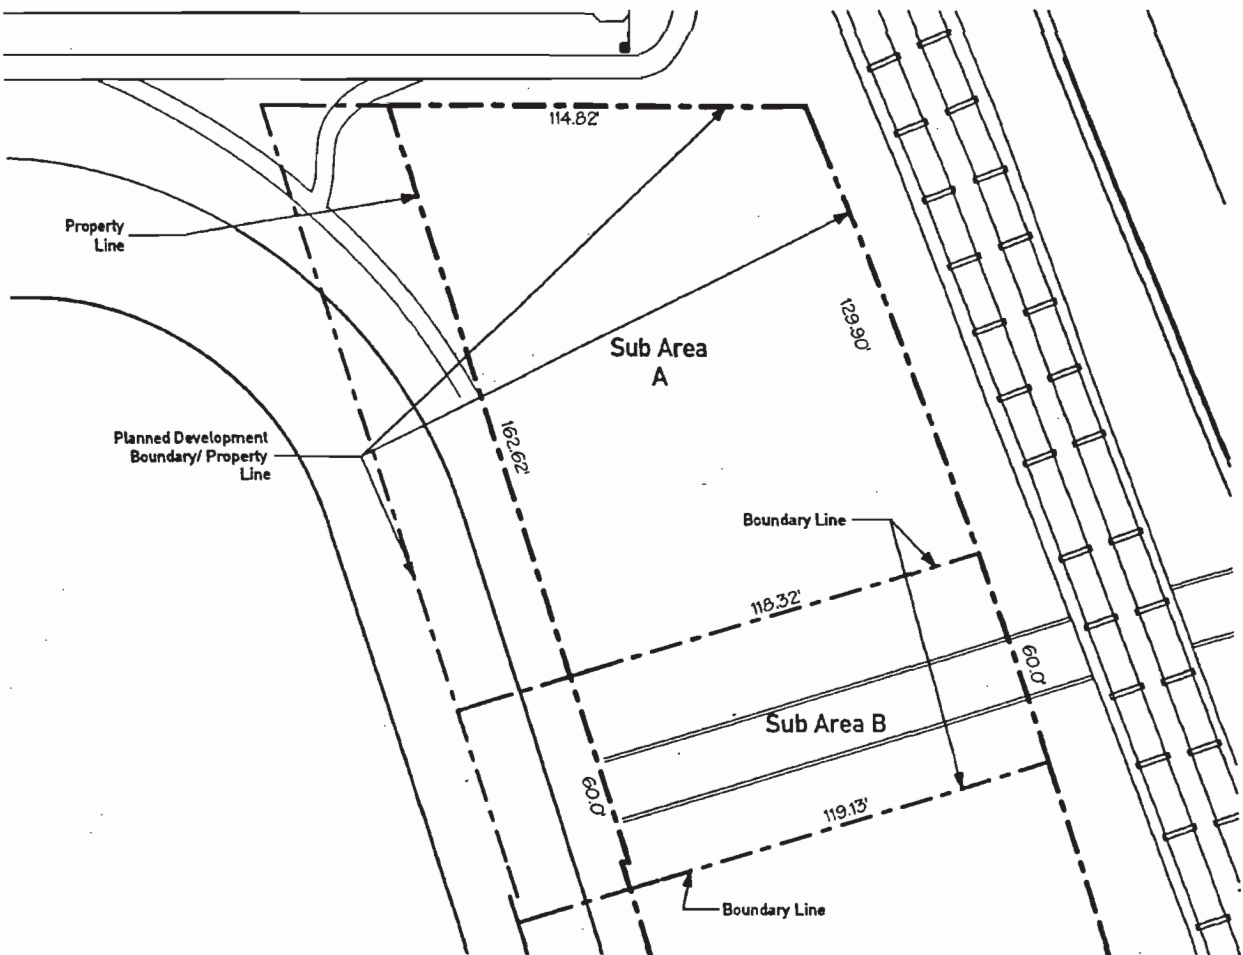 114.82'
Property
Line
129.90'
Sub Area
A
162.62'
Planned Development
Boundary/ Property
Line
Boundary Line
118.32'
60.0'
Sub Area B
60.0'
119.13'
Boundary Line